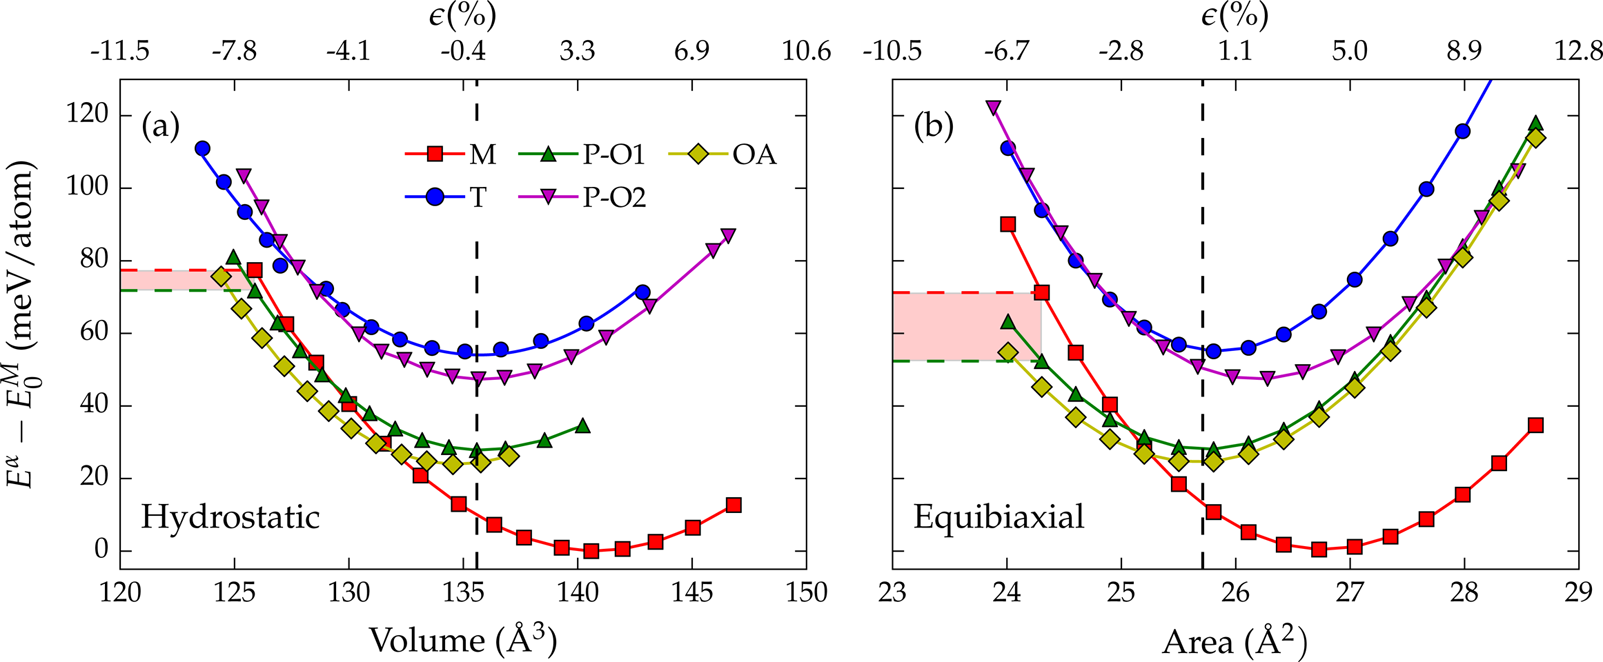 ϵ(%) ϵ(%)
-11.5 -7.8 -4.1 -0.4 3.3 6.9 10.6 -10.5 -6.7 -2.8 1.1 5.0 8.9 12.8
(a) (b)
M P-O1 OA
T P-O2
120
100
80
60
40
20
0
E^α − E_0^M (meV/atom)
Hydrostatic Equibiaxial
120 125 130 135 140 145 150 23 24 25 26 27 28 29
Volume (Å³) Area (Å²)